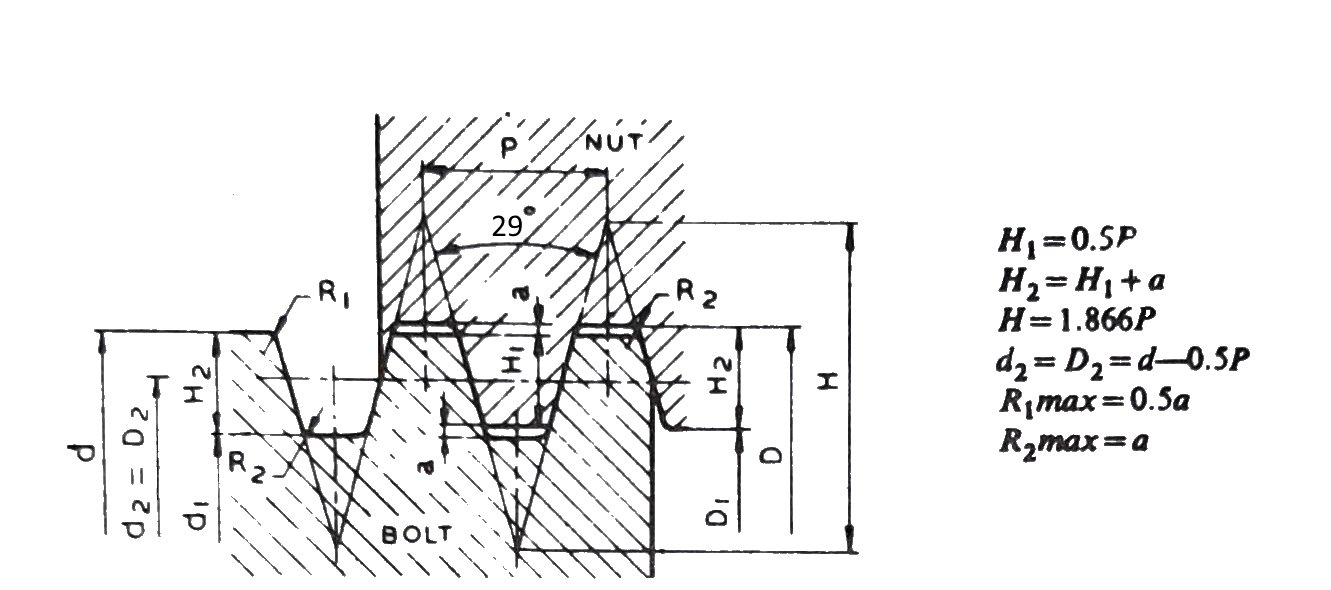 P
NUT
29°
R1
a
R2
H1
H2
H2
H
d
d2 = D2
d1
R2
a
D
D1
BOLT
H1=0.5P
H2=H1+a
H=1.866P
d2=D2=d—0.5P
R1max=0.5a
R2max=a